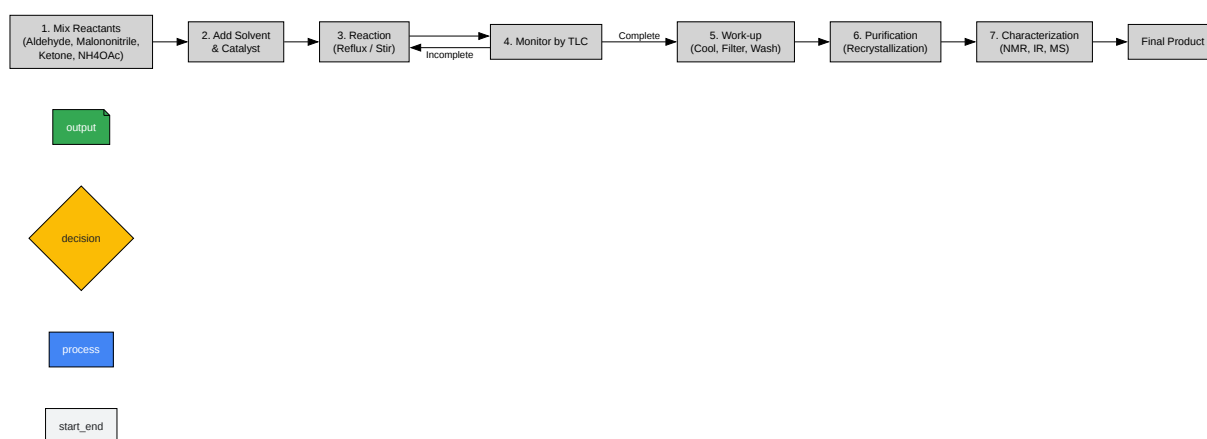 1. Mix Reactants
(Aldehyde, Malononitrile,
Ketone, NH4OAc)
2. Add Solvent
& Catalyst
3. Reaction
(Reflux / Stir)
Incomplete
4. Monitor by TLC
Complete
5. Work-up
(Cool, Filter, Wash)
6. Purification
(Recrystallization)
7. Characterization
(NMR, IR, MS)
Final Product
output
decision
process
start_end